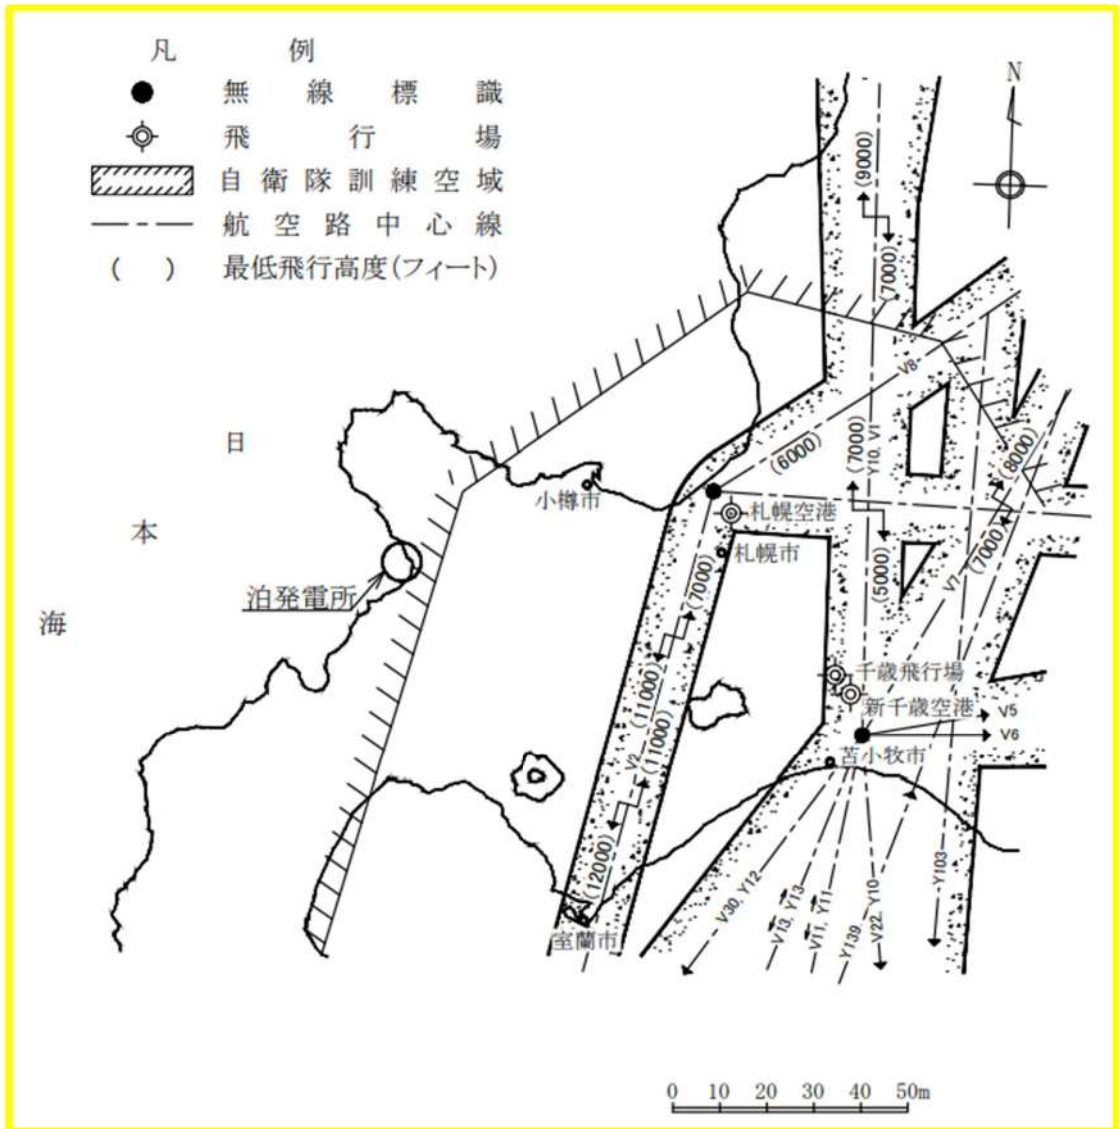 凡 例
無線標識
飛行場
自衛隊訓練空域
航空路中心線
( ) 最低飛行高度(フィート)
N
(9000)
(7000)
V8
(6000)
(7000)
Y10, V1
(8000)
日
本
海
小樽市
札幌空港
札幌市
(7000)
(5000)
V7
(7000)
泊発電所
千歳飛行場
新千歳空港
V5
V6
苫小牧市
(11000)
V2
(11000)
(12000)
室蘭市
V30, Y12
V13, Y13
V11, Y11
Y139
V22, Y10
Y103
0 10 20 30 40 50m